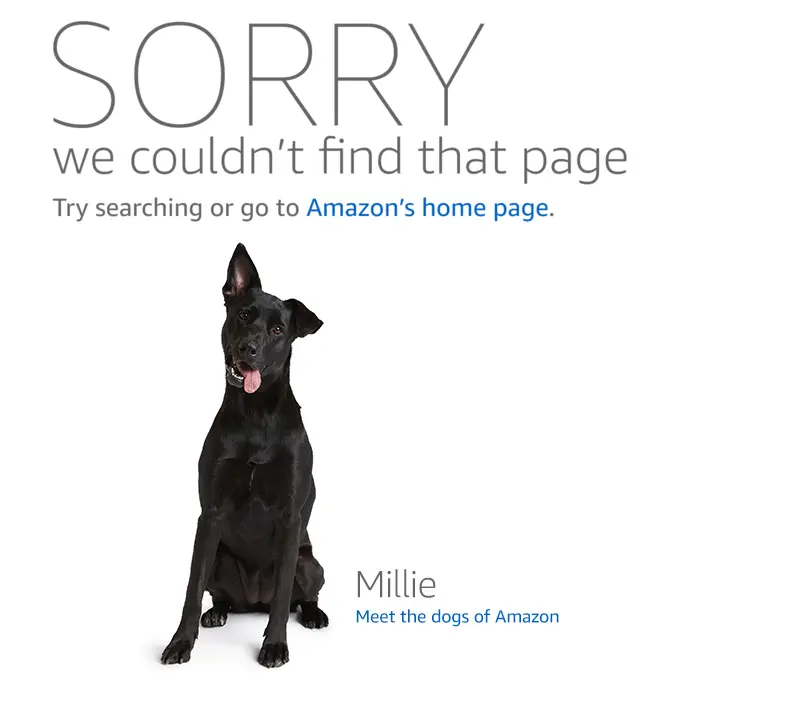 SORRY
we couldn't find that page
Try searching or go to Amazon's home page.
Millie
Meet the dogs of Amazon